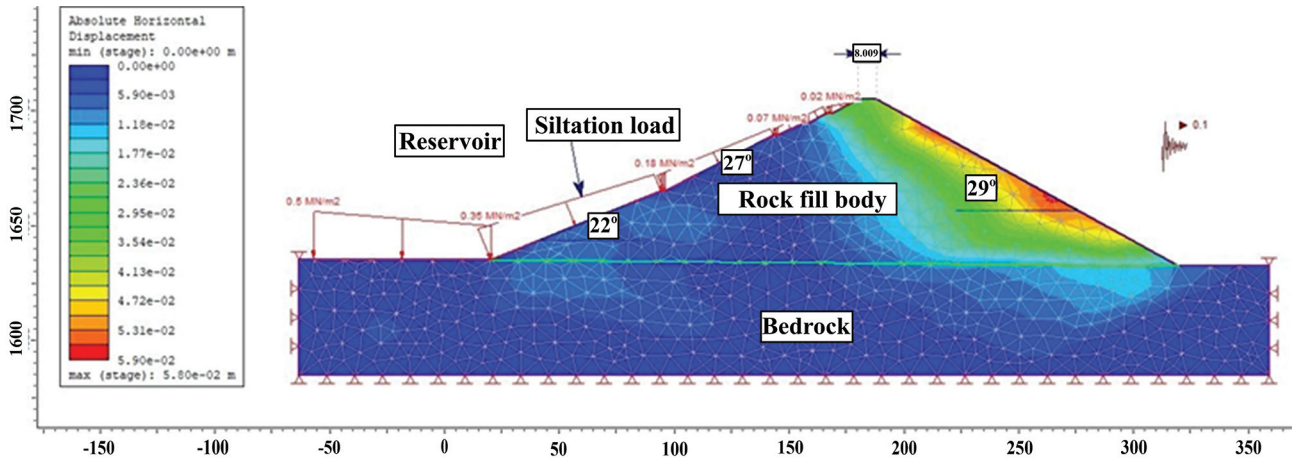 Absolute Horizontal
Displacement
min (stage): 0.00e+00 m
0.00e+00
5.90e-03
1.18e-02
1.77e-02
2.36e-02
2.95e-02
3.54e-02
4.13e-02
4.72e-02
5.31e-02
5.90e-02
max (stage): 5.80e-02 m
8.009
0.02 MN/m2
0.07 MN/m2
0.1
Siltation load
Reservoir
0.18 MN/m2
27º
29º
Rock fill body
0.5 MN/m2
0.35 MN/m2
22º
Bedrock
1700
1650
1600
-150 -100 -50 0 50 100 150 200 250 300 350